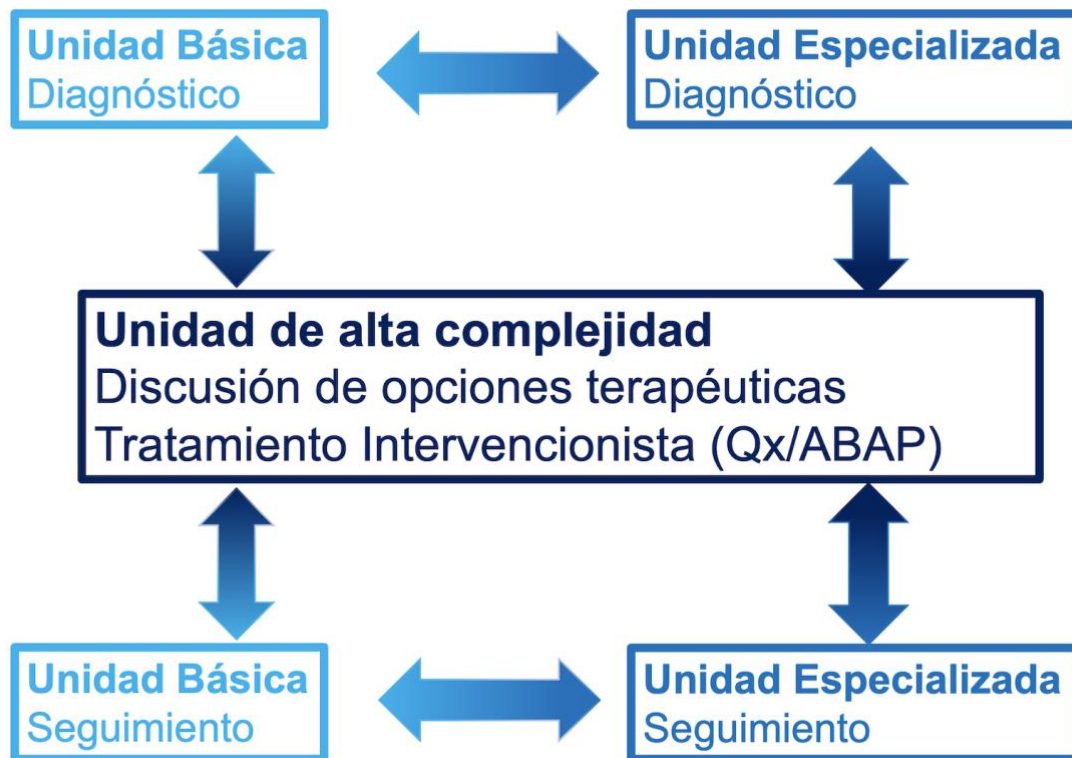 Unidad Básica
Diagnóstico
Unidad Especializada
Diagnóstico
Unidad de alta complejidad
Discusión de opciones terapéuticas
Tratamiento Intervencionista (Qx/ABAP)
Unidad Básica
Seguimiento
Unidad Especializada
Seguimiento